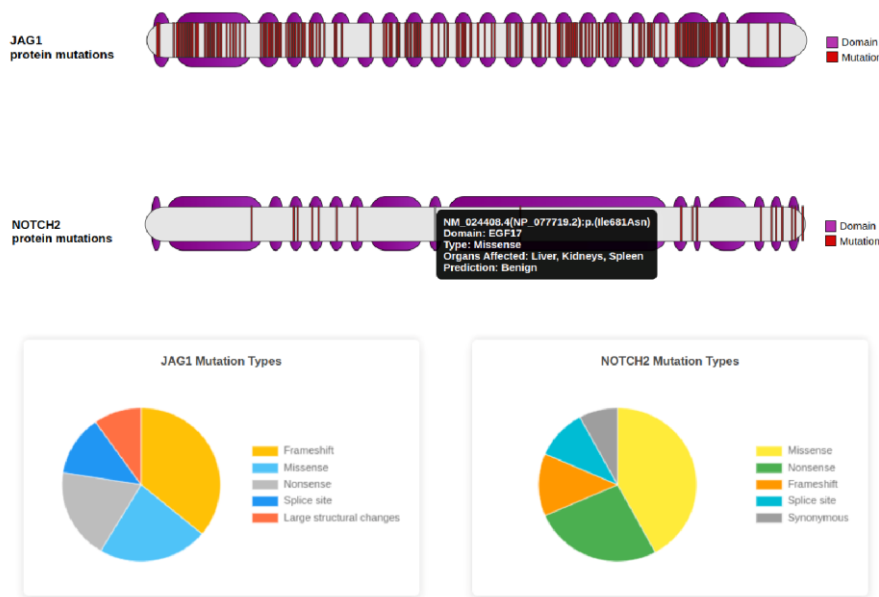 JAG1
protein mutations
Domain
Mutation
NOTCH2
protein mutations
NM_024408.4(NP_077719.2):p.(Ile681Asn)
Domain: EGF17
Type: Missense
Organs Affected: Liver, Kidneys, Spleen
Prediction: Benign
Domain
Mutation
JAG1 Mutation Types
Frameshift
Missense
Nonsense
Splice site
Large structural changes
NOTCH2 Mutation Types
Missense
Nonsense
Frameshift
Splice site
Synonymous